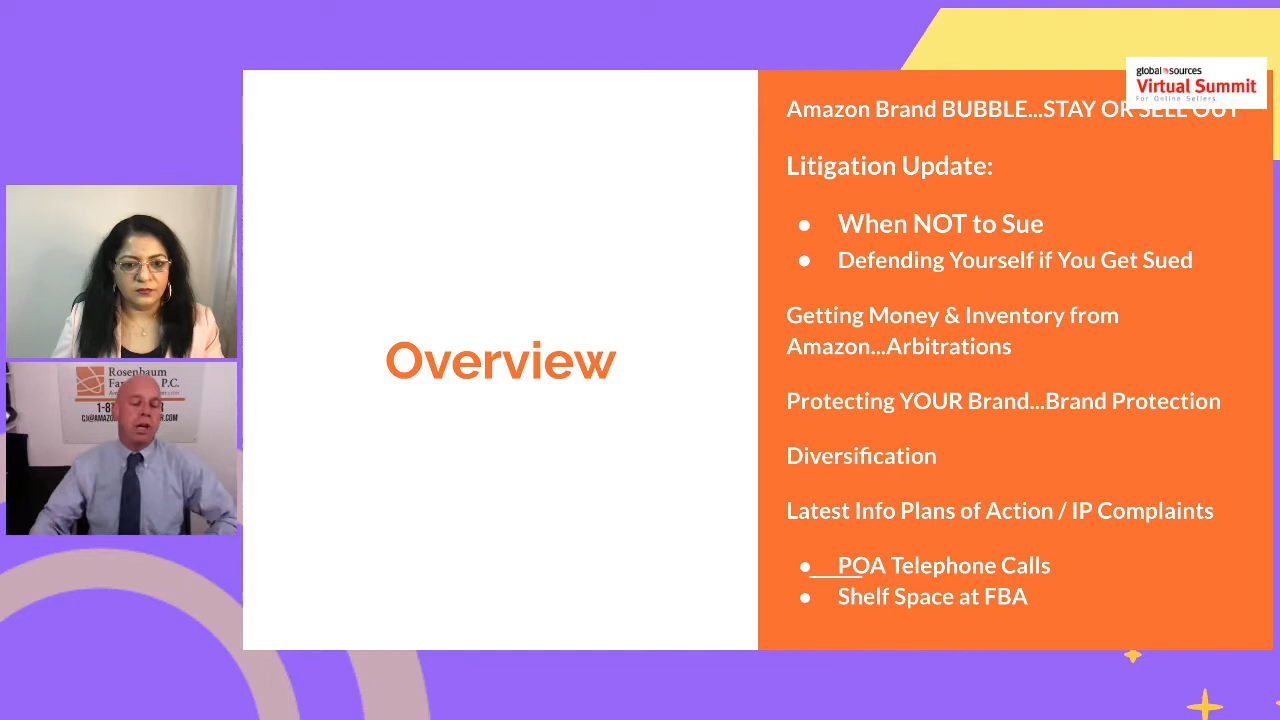 global sources
Virtual Summit
For Online Sellers
Amazon Brand BUBBLE...STAY OR SELL OUT
Litigation Update:
● When NOT to Sue
● Defending Yourself if You Get Sued
Getting Money & Inventory from
Amazon...Arbitrations
Protecting YOUR Brand...Brand Protection
Diversification
Latest Info Plans of Action / IP Complaints
● POA Telephone Calls
● Shelf Space at FBA
Overview
Rosenbaum
P.C.